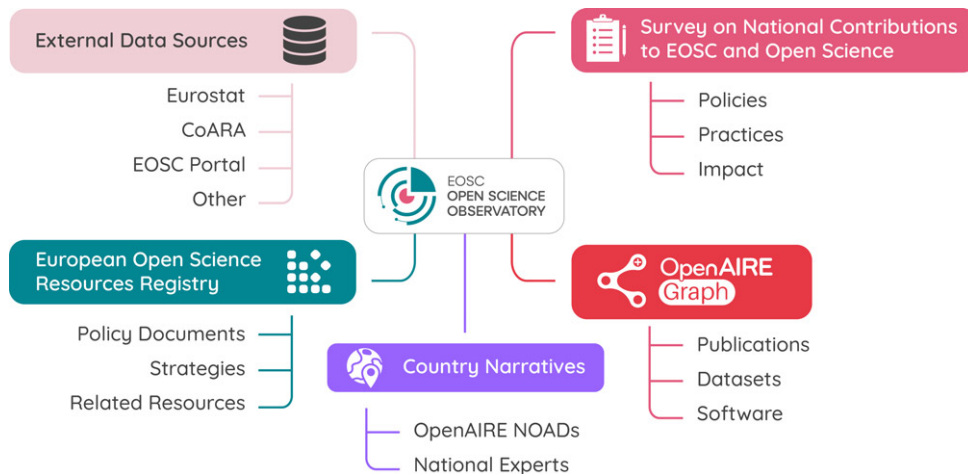 External Data Sources
Eurostat
CoARA
EOSC Portal
Other
Survey on National Contributions
to EOSC and Open Science
Policies
Practices
Impact
EOSC
OPEN SCIENCE
OBSERVATORY
European Open Science
Resources Registry
Policy Documents
Strategies
Related Resources
Country Narratives
OpenAIRE NOADs
National Experts
OpenAIRE
Graph
Publications
Datasets
Software